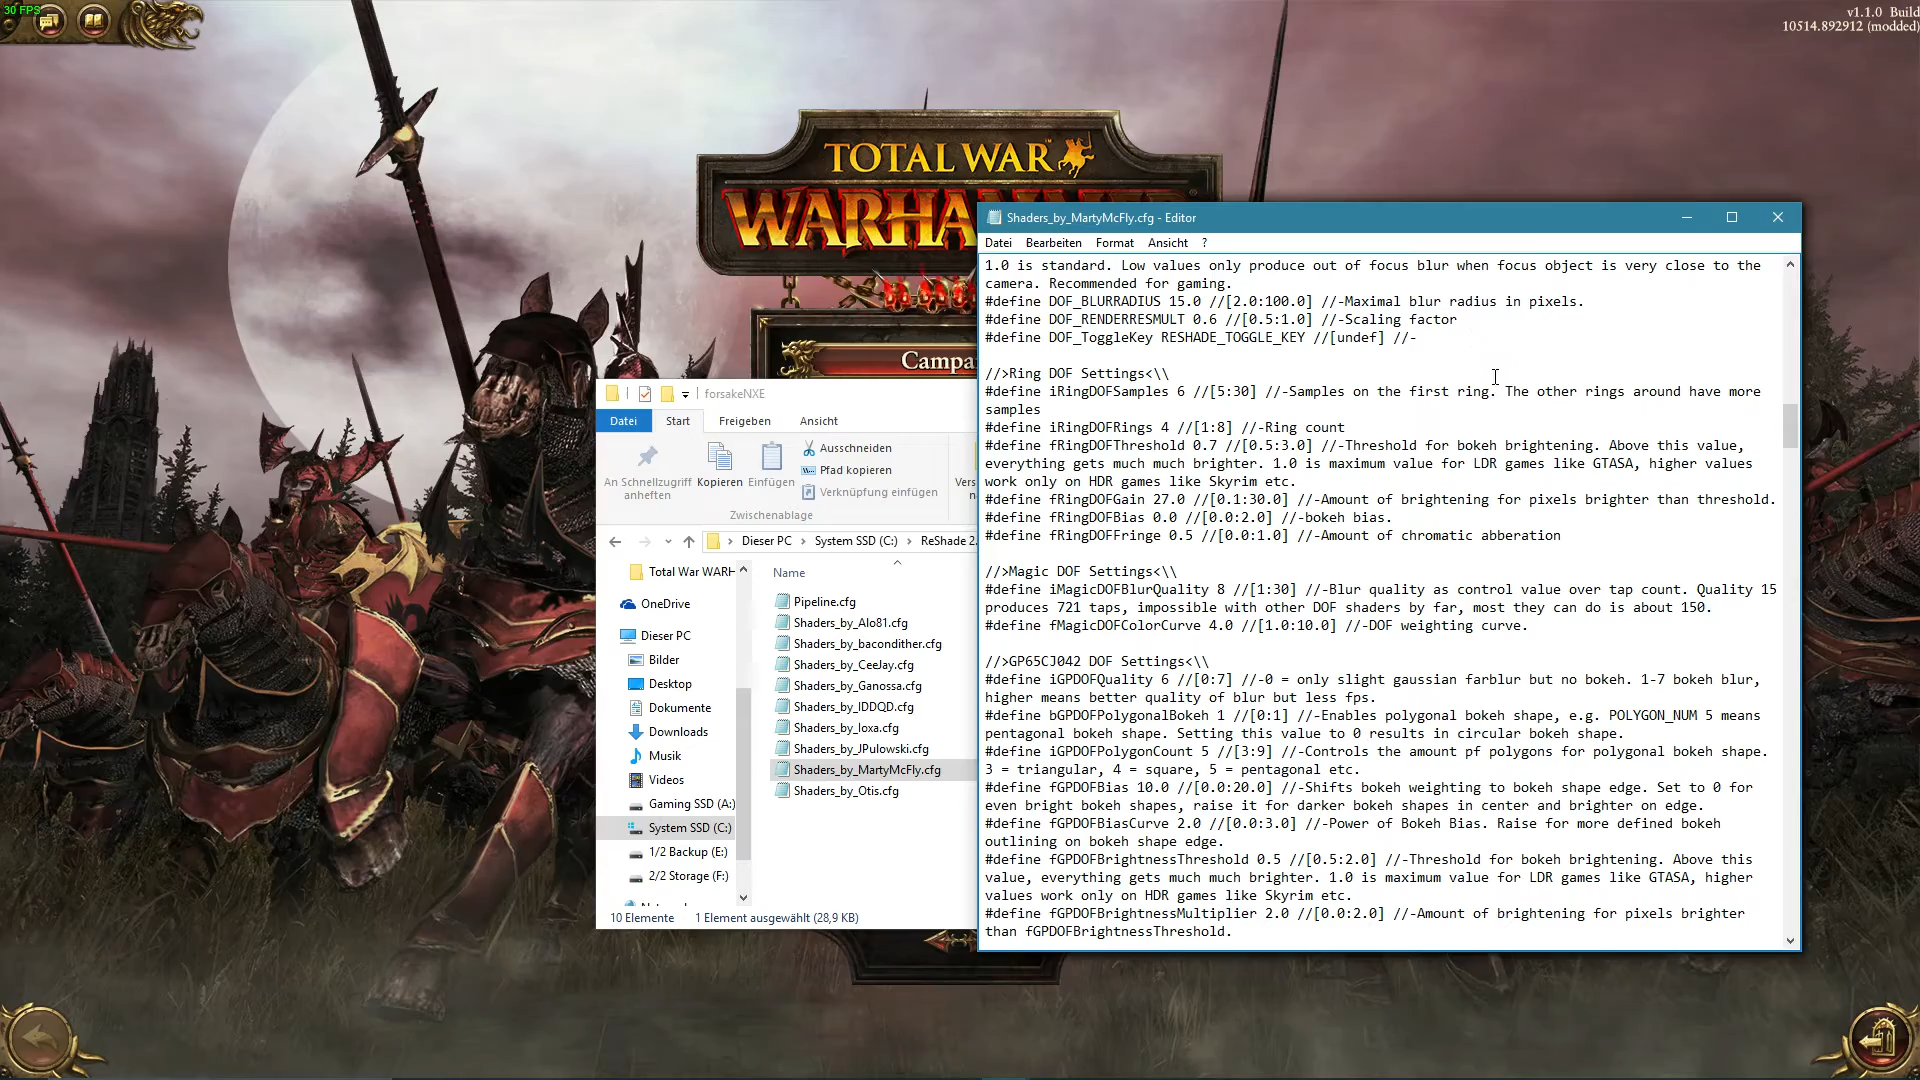 30 FPS
v1.1.0 Build
10514.892912 (modded)
TOTAL WAR
WARHAMMER
Campa
forsakeNXE
Datei
Start
Freigeben
Ansicht
An Schnellzugriff
anheften
Kopieren
Einfügen
Ausschneiden
Pfad kopieren
Verknüpfung einfügen
Vers
Zwischenablage
Dieser PC
System SSD (C:)
ReShade 2.
Total War WARH
OneDrive
Dieser PC
Bilder
Desktop
Dokumente
Downloads
Musik
Videos
Gaming SSD (A:)
System SSD (C:)
1/2 Backup (E:)
2/2 Storage (F:)
Name
Pipeline.cfg
Shaders_by_Alo81.cfg
Shaders_by_bacondither.cfg
Shaders_by_CeeJay.cfg
Shaders_by_Ganossa.cfg
Shaders_by_IDDQD.cfg
Shaders_by_Ioxa.cfg
Shaders_by_JPulowski.cfg
Shaders_by_MartyMcFly.cfg
Shaders_by_Otis.cfg
10 Elemente 1 Element ausgewählt (28,9 KB)
Shaders_by_MartyMcFly.cfg - Editor
Datei Bearbeiten Format Ansicht ?
1.0 is standard. Low values only produce out of focus blur when focus object is very close to the
camera. Recommended for gaming.
#define DOF_BLURRADIUS 15.0 //[2.0:100.0] //-Maximal blur radius in pixels.
#define DOF_RENDERRESMULT 0.6 //[0.5:1.0] //-Scaling factor
#define DOF_ToggleKey RESHADE_TOGGLE_KEY //[undef] //-
//>Ring DOF Settings<\\
#define iRingDOFSamples 6 //[5:30] //-Samples on the first ring. The other rings around have more
samples
#define iRingDOFRings 4 //[1:8] //-Ring count
#define fRingDOFThreshold 0.7 //[0.5:3.0] //-Threshold for bokeh brightening. Above this value,
everything gets much much brighter. 1.0 is maximum value for LDR games like GTASA, higher values
work only on HDR games like Skyrim etc.
#define fRingDOFGain 27.0 //[0.1:30.0] //-Amount of brightening for pixels brighter than threshold.
#define fRingDOFBias 0.0 //[0.0:2.0] //-bokeh bias.
#define fRingDOFFringe 0.5 //[0.0:1.0] //-Amount of chromatic abberation
//>Magic DOF Settings<\\
#define iMagicDOFBlurQuality 8 //[1:30] //-Blur quality as control value over tap count. Quality 15
produces 721 taps, impossible with other DOF shaders by far, most they can do is about 150.
#define fMagicDOFColorCurve 4.0 //[1.0:10.0] //-DOF weighting curve.
//>GP65CJ042 DOF Settings<\\
#define iGPDOFQuality 6 //[0:7] //-0 = only slight gaussian farblur but no bokeh. 1-7 bokeh blur,
higher means better quality of blur but less fps.
#define bGPDOFPolygonalBokeh 1 //[0:1] //-Enables polygonal bokeh shape, e.g. POLYGON_NUM 5 means
pentagonal bokeh shape. Setting this value to 0 results in circular bokeh shape.
#define iGPDOFPolygonCount 5 //[3:9] //-Controls the amount pf polygons for polygonal bokeh shape.
3 = triangular, 4 = square, 5 = pentagonal etc.
#define fGPDOFBias 10.0 //[0.0:20.0] //-Shifts bokeh weighting to bokeh shape edge. Set to 0 for
even bright bokeh shapes, raise it for darker bokeh shapes in center and brighter on edge.
#define fGPDOFBiasCurve 2.0 //[0.0:3.0] //-Power of Bokeh Bias. Raise for more defined bokeh
outlining on bokeh shape edge.
#define fGPDOFBrightnessThreshold 0.5 //[0.5:2.0] //-Threshold for bokeh brightening. Above this
value, everything gets much much brighter. 1.0 is maximum value for LDR games like GTASA, higher
values work only on HDR games like Skyrim etc.
#define fGPDOFBrightnessMultiplier 2.0 //[0.0:2.0] //-Amount of brightening for pixels brighter
than fGPDOFBrightnessThreshold.